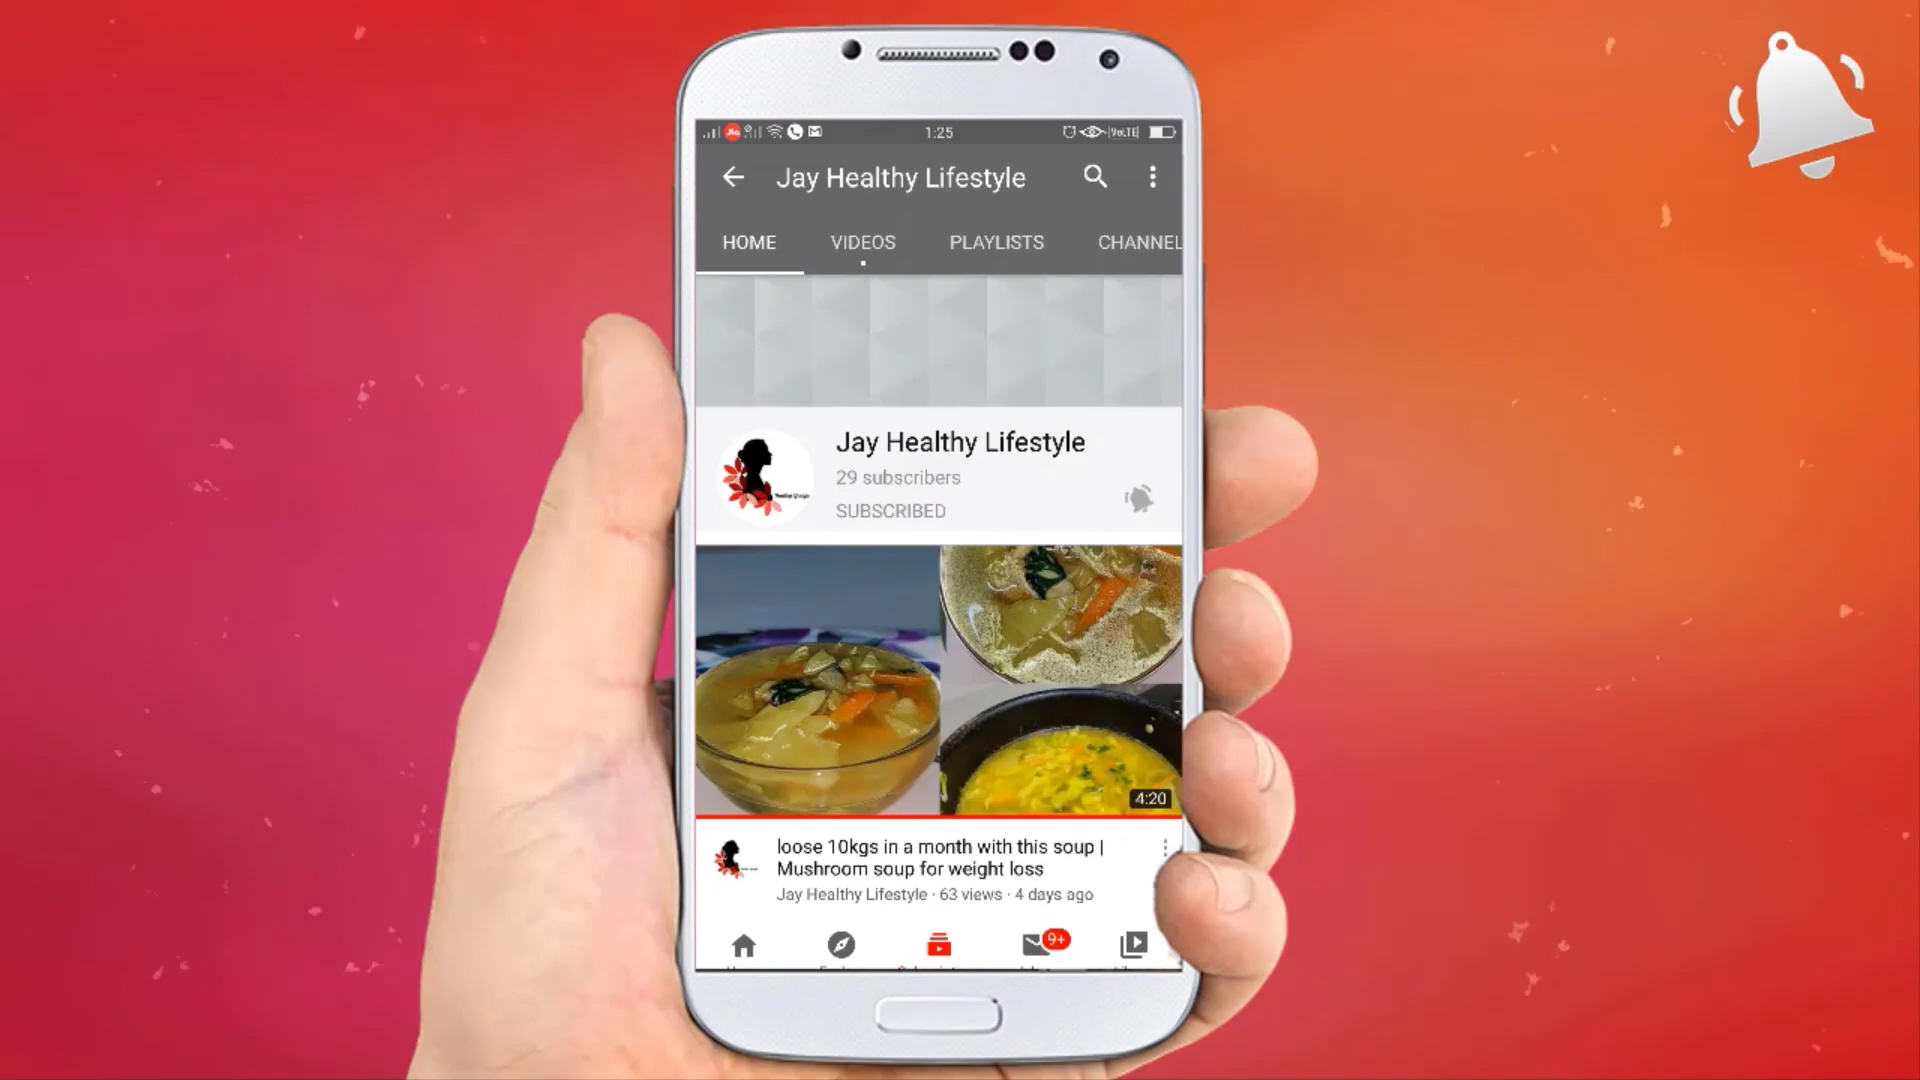 Jio
1:25
VoLTE
Jay Healthy Lifestyle
HOME VIDEOS PLAYLISTS CHANNEL
Jay Healthy Lifestyle
29 subscribers
SUBSCRIBED
4:20
loose 10kgs in a month with this soup |
Mushroom soup for weight loss
Jay Healthy Lifestyle · 63 views · 4 days ago
9+